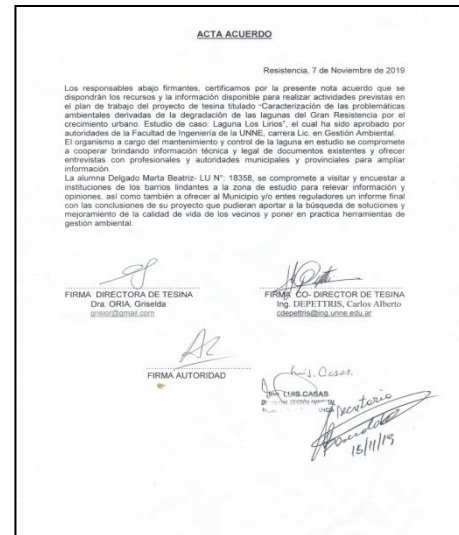 ACTA ACUERDO
Resistencia, 7 de Noviembre de 2019
Los responsables abajo firmantes, certificamos por la presente nota acuerdo que se
dispondrán los recursos y la información disponible para realizar actividades previstas en
el plan de trabajo del proyecto de tesina titulado "Caracterización de las problemáticas
ambientales derivadas de la degradación de las lagunas del Gran Resistencia por el
crecimiento urbano. Estudio de caso: Laguna Los Lirios", el cual ha sido aprobado por
autoridades de la Facultad de Ingeniería de la UNNE, carrera Lic. en Gestión Ambiental.
El organismo a cargo del mantenimiento y control de la laguna en estudio se compromete
a cooperar brindando información técnica y legal de documentos existentes y ofrecer
entrevistas con profesionales y autoridades municipales y provinciales para ampliar
información.
La alumna Delgado Marta Beatriz- LU N°: 18358, se compromete a visitar y encuestar a
instituciones de los barrios lindantes a la zona de estudio para relevar información y
opiniones, así como también a ofrecer al Municipio y/o entes reguladores un informe final
con las conclusiones de su proyecto que pudieran aportar a la búsqueda de soluciones y
mejoramiento de la calidad de vida de los vecinos y poner en practica herramientas de
gestión ambiental.
FIRMA DIRECTORA DE TESINA
Dra. ORIA, Griselda
grisior@gmail.com
FIRMA CO- DIRECTOR DE TESINA
Ing. DEPETTRIS, Carlos Alberto
cdepettris@ing.unne.edu.ar
FIRMA AUTORIDAD
Luis. Casas.
Ing. LUIS CASAS
GESTIÓN AMBIENTAL
Secretario
15/11/19